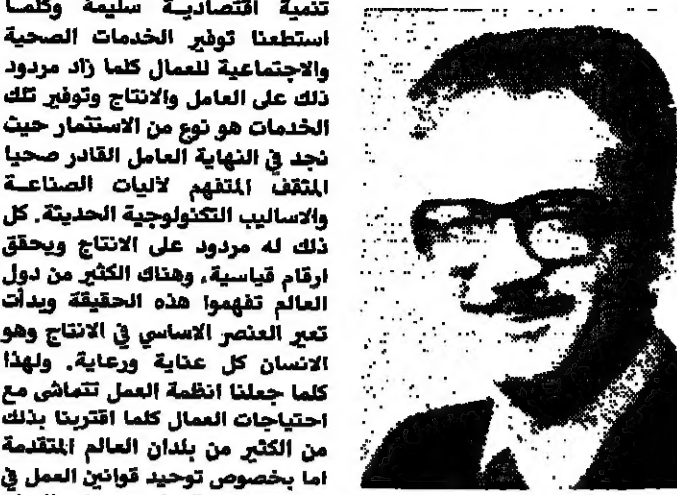 تنمية اقتصادية سليمة وكلما
استطعنا توفير الخدمات الصحية
والاجتماعية للعمال كلما زاد مردود
ذلك على العامل والانتاج وتوفير تلك
الخدمات هو نوع من الاستثمار حيث
نجد في النهاية العامل القادر صحيا
المثقف المتفهم لآليات الصناعة
والاساليب التكنولوجية الحديثة. كل
ذلك له مردود على الانتاج ويحقق
ارقام قياسية، وهناك الكثير من دول
العالم تفهموا هذه الحقيقة وبدأت
تعير العنصر الاساسي في الانتاج وهو
الانسان كل عناية ورعاية. ولهذا
كلما جعلنا انظمة العمل تتماشى مع
احتياجات العمال كلما اقتربنا بذلك
من الكثير من بلدان العالم المتقدمة
اما بخصوص توحيد قوانين العمل في